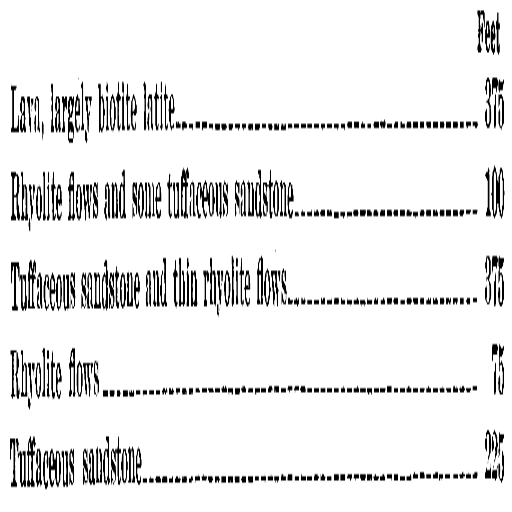 Feet
Lava, largely biotite latite 375
Rhyolite flows and some tuffaceous sandstone 100
Tuffaceous sandstone and thin rhyolite flows 375
Rhyolite flows 75
Tuffaceous sandstone 225